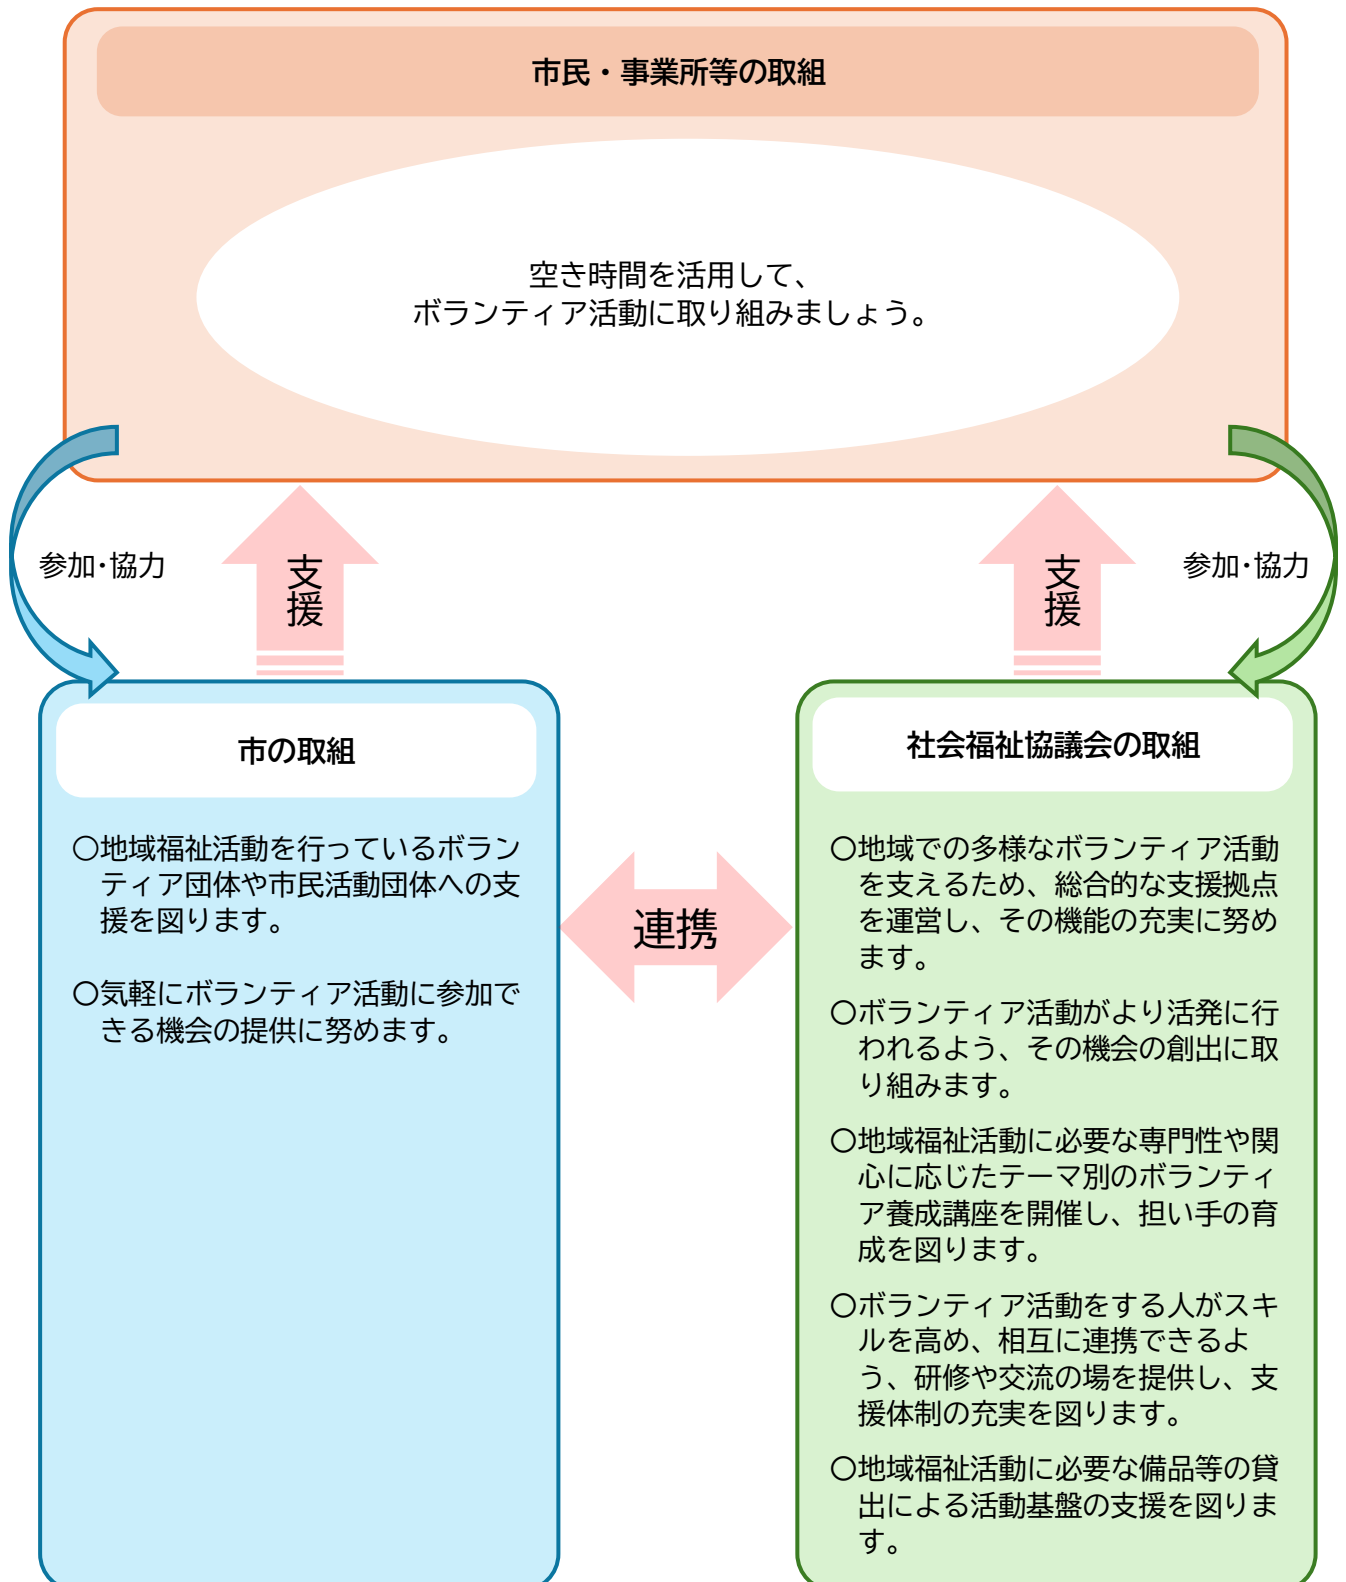 市民・事業所等の取組
空き時間を活用して、
ボランティア活動に取り組みましょう。
参加・協力
支援
支援
参加・協力
市の取組
〇地域福祉活動を行っているボラン
ティア団体や市民活動団体への支
援を図ります。
〇気軽にボランティア活動に参加で
きる機会の提供に努めます。
連携
社会福祉協議会の取組
〇地域での多様なボランティア活動
を支えるため、総合的な支援拠点
を運営し、その機能の充実に努め
ます。
〇ボランティア活動がより活発に行
われるよう、その機会の創出に取
り組みます。
〇地域福祉活動に必要な専門性や関
心に応じたテーマ別のボランティ
ア養成講座を開催し、担い手の育
成を図ります。
〇ボランティア活動をする人がスキ
ルを高め、相互に連携できるよ
う、研修や交流の場を提供し、支
援体制の充実を図ります。
〇地域福祉活動に必要な備品等の貸
出による活動基盤の支援を図りま
す。